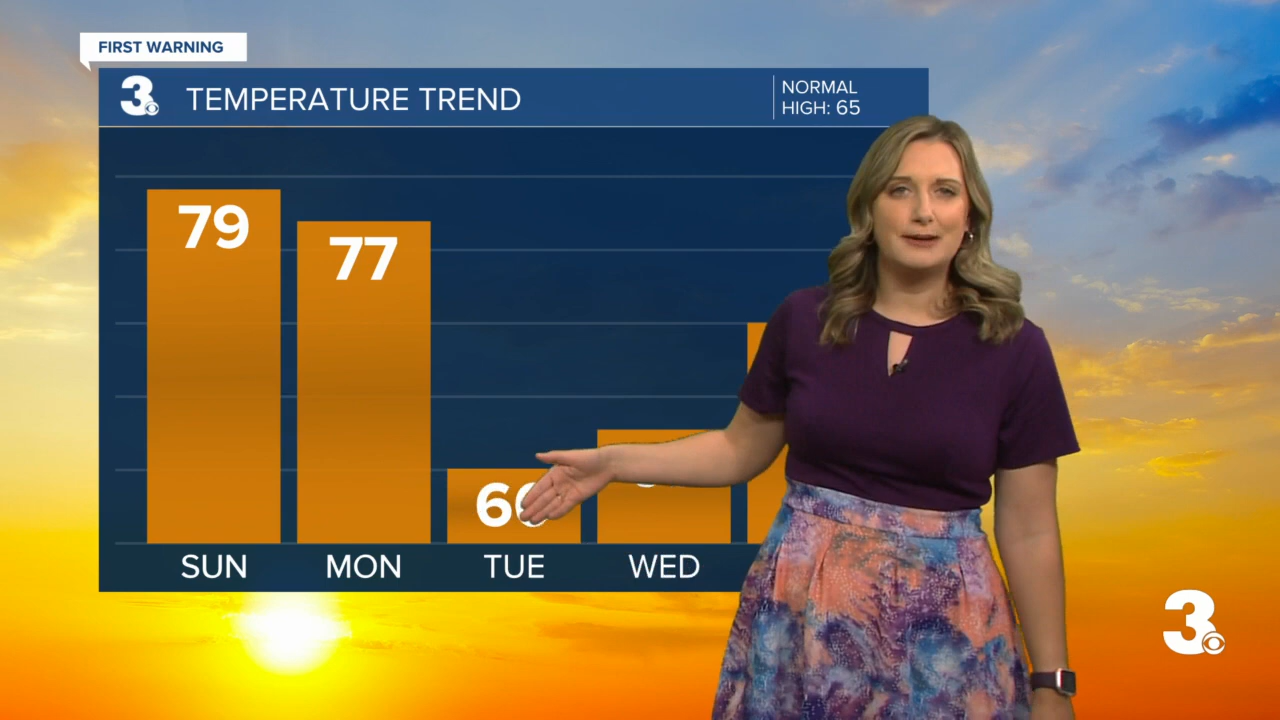 FIRST WARNING
3 TEMPERATURE TREND
NORMAL
HIGH: 65
79
77
SUN MON TUE WED
3